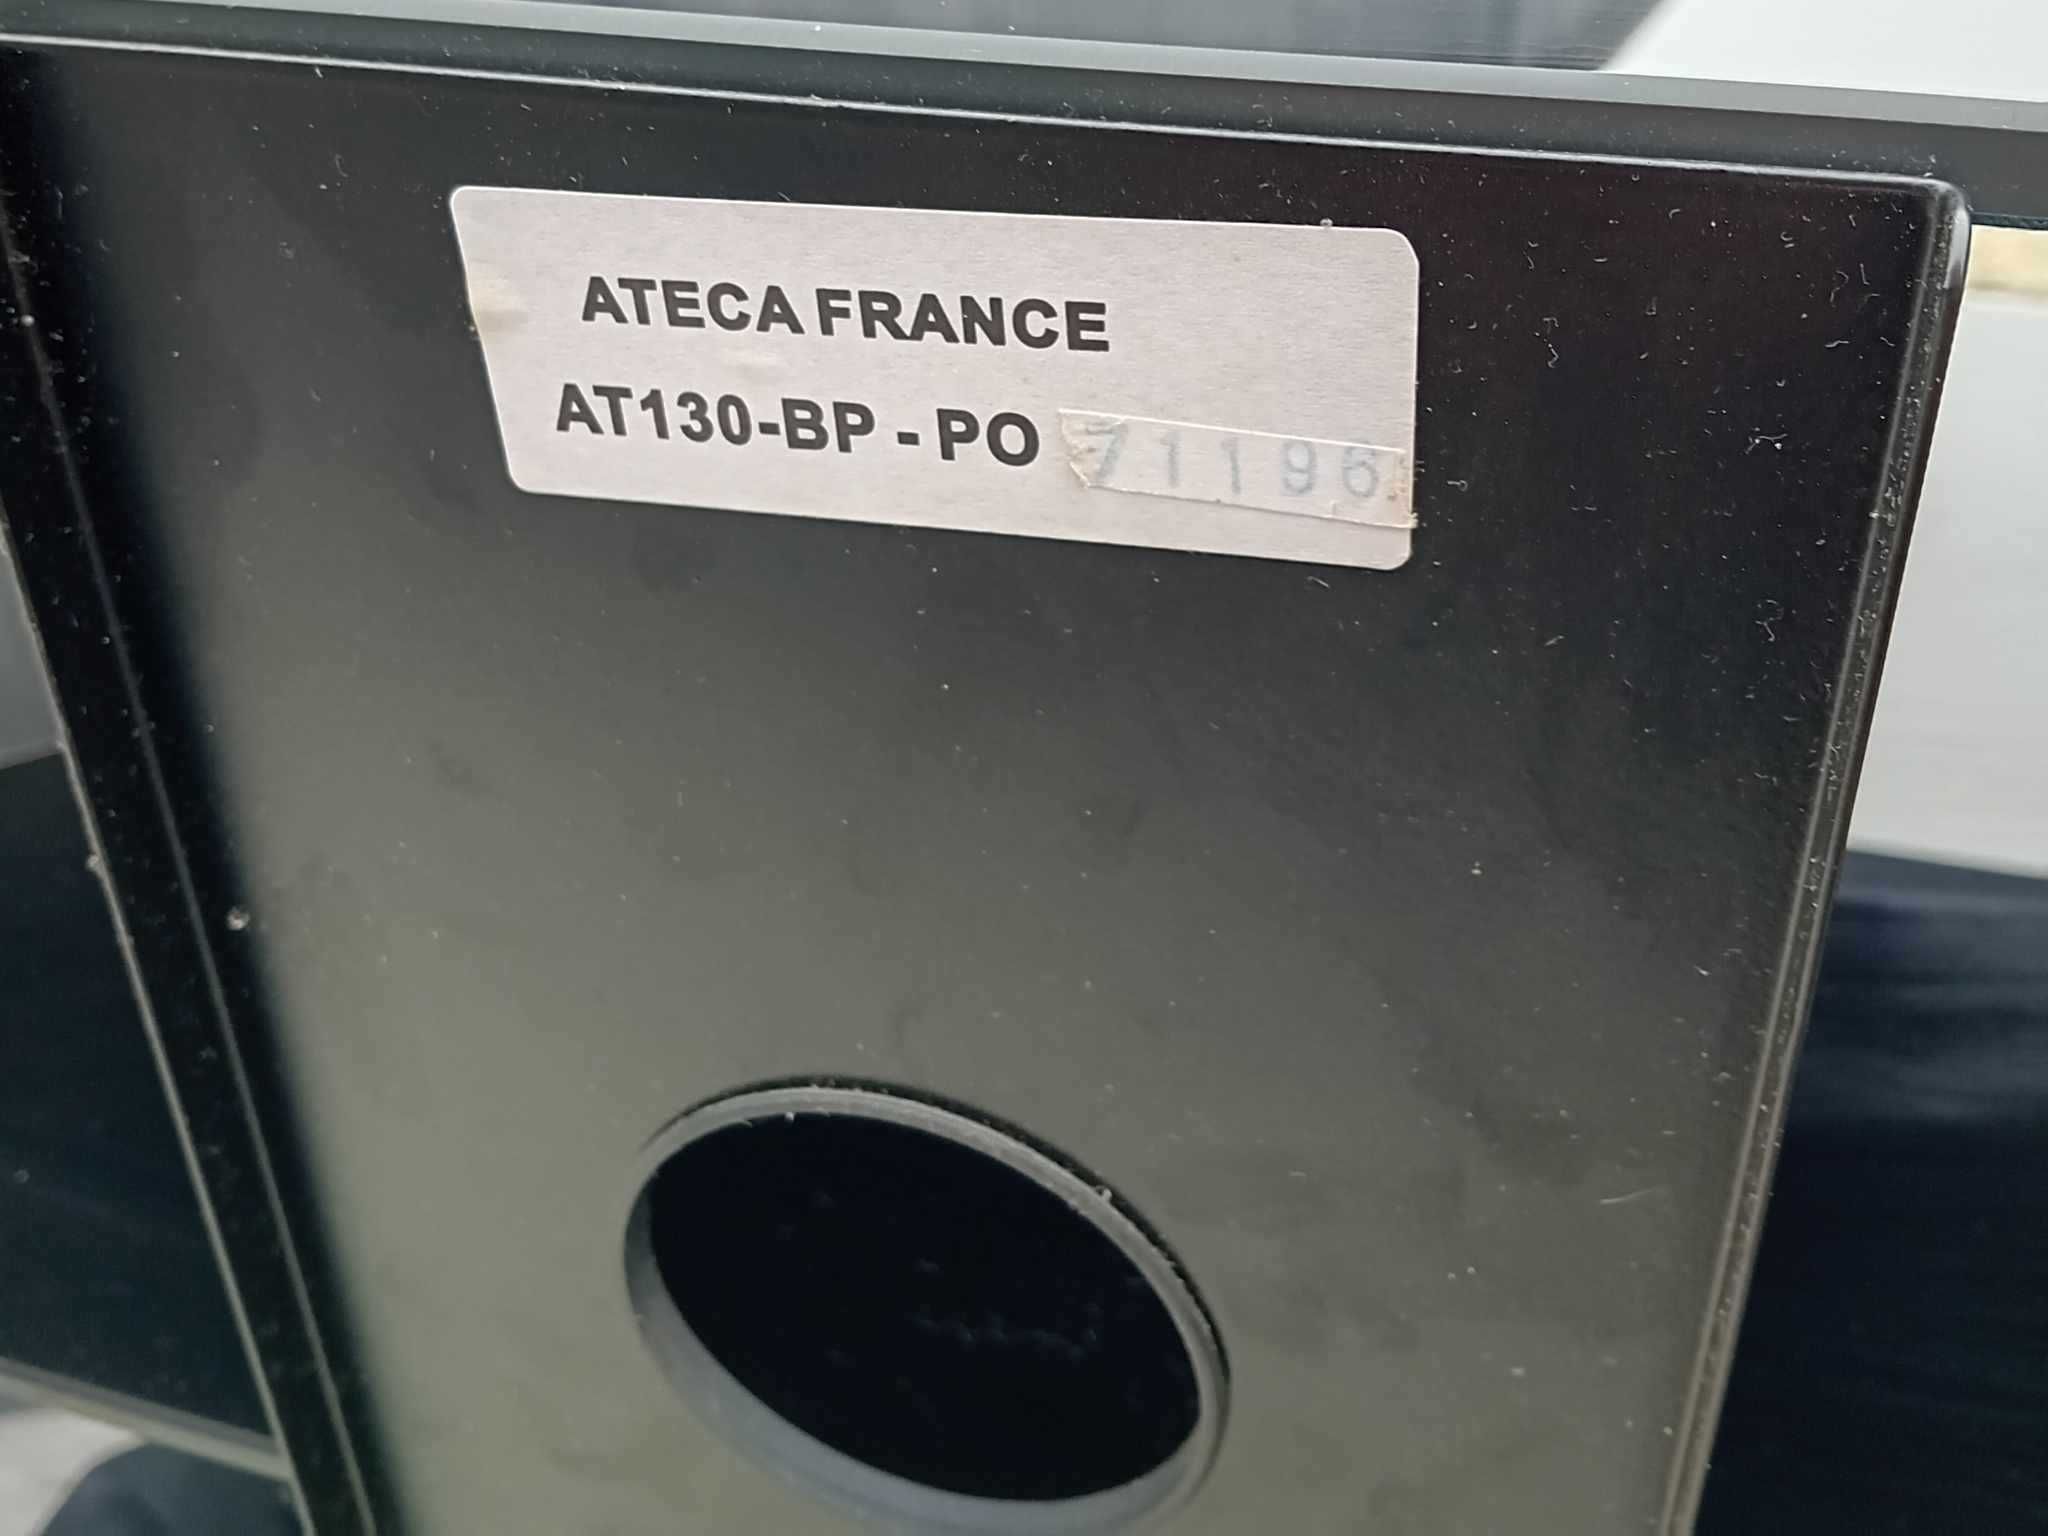 ATECA FRANCE
AT130-BP - PO 71196